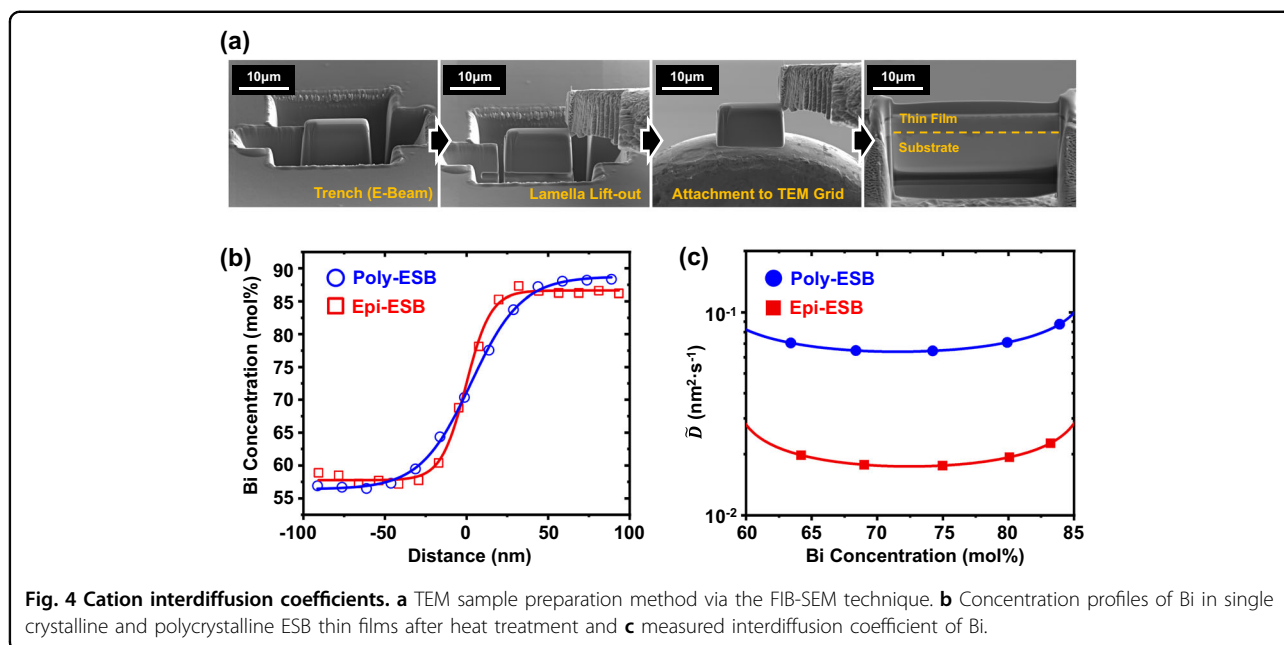 (a)
10μm
10μm
10μm
10μm
Trench (E-Beam)
Lamella Lift-out
Attachment to TEM Grid
Thin Film
Substrate
(b)
Poly-ESB
Epi-ESB
Bi Concentration (mol%)
90
85
80
75
70
65
60
55
-100
-50
0
50
100
Distance (nm)
(c)
Poly-ESB
Epi-ESB
D̃ (nm²·s⁻¹)
10⁻¹
10⁻²
60
65
70
75
80
85
Bi Concentration (mol%)
Fig. 4 Cation interdiffusion coefficients. a TEM sample preparation method via the FIB-SEM technique. b Concentration profiles of Bi in single
crystalline and polycrystalline ESB thin films after heat treatment and c measured interdiffusion coefficient of Bi.